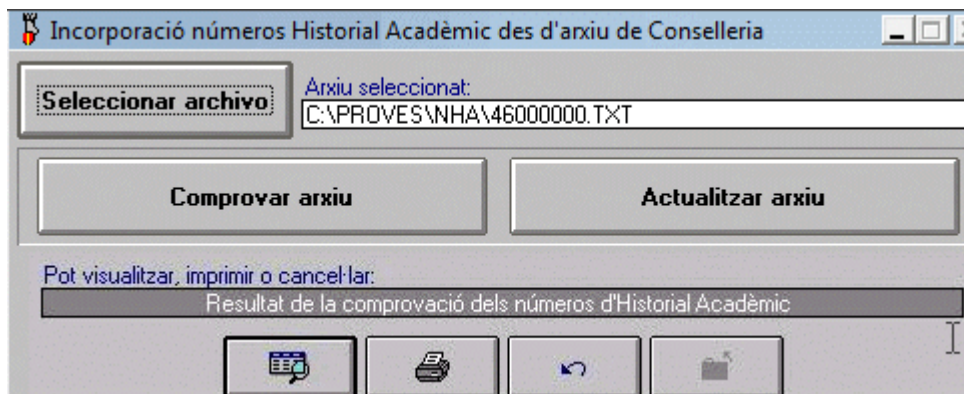 Incorporació números Historial Acadèmic des d'arxiu de Conselleria
Seleccionar archivo
Arxiu seleccionat:
C:\PROVES\NHA\46000000.TXT
Comprovar arxiu
Actualitzar arxiu
Pot visualitzar, imprimir o cancel·lar:
Resultat de la comprovació dels números d'Historial Acadèmic